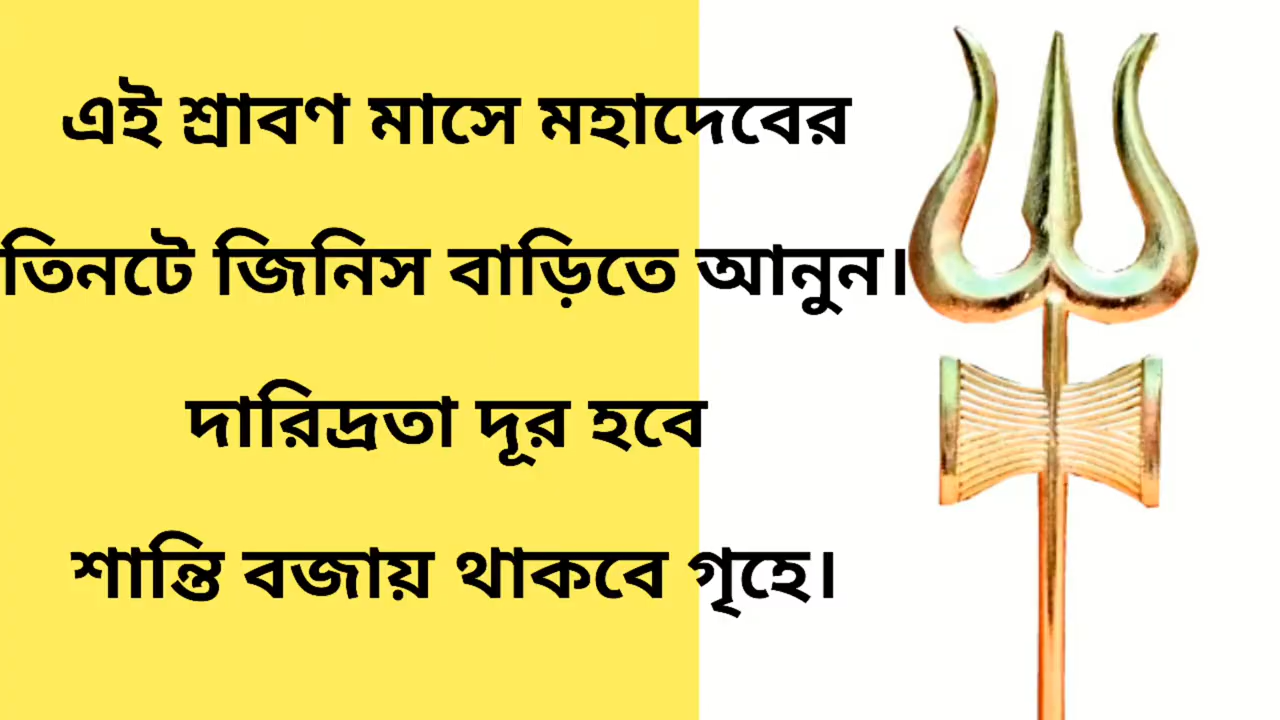 এই শ্রাবণ মাসে মহাদেবের
তিনটে জিনিস বাড়িতে আনুন।
দারিদ্রতা দূর হবে
শান্তি বজায় থাকবে গৃহে।